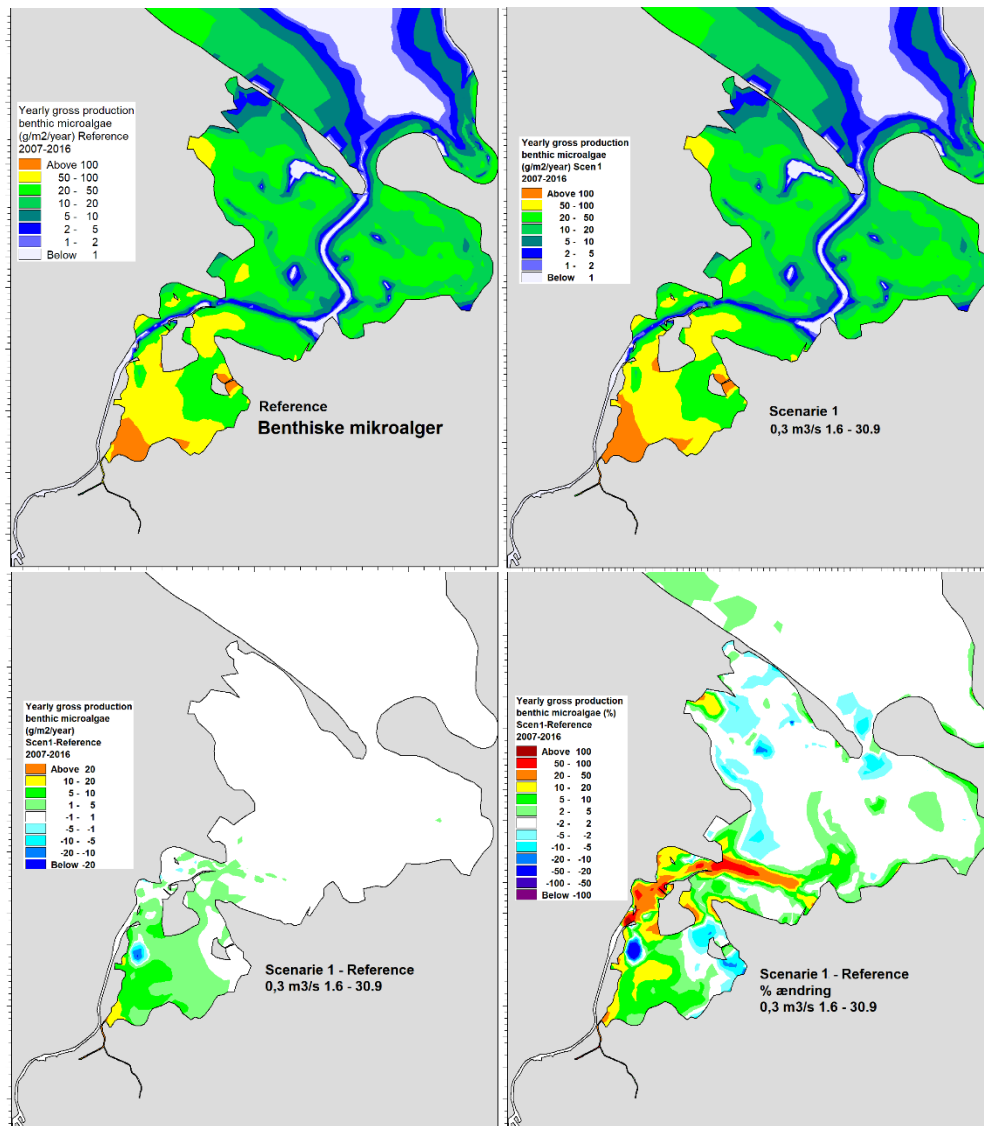 Yearly gross production
benthic microalgae
(g/m2/year) Reference
2007-2016
Above 100
50 - 100
20 - 50
10 - 20
5 - 10
2 - 5
1 - 2
Below 1
Reference
Benthiske mikroalger
Yearly gross production
benthic microalgae
(g/m2/year) Scen1
2007-2016
Above 100
50 - 100
20 - 50
10 - 20
5 - 10
2 - 5
1 - 2
Below 1
Scenarie 1
0,3 m3/s 1.6 - 30.9
Yearly gross production
benthic microalgae
(g/m2/year)
Scen1-Reference
2007-2016
Above 20
10 - 20
5 - 10
1 - 5
-1 - 1
-5 - -1
-10 - -5
-20 - -10
Below -20
Scenarie 1 - Reference
0,3 m3/s 1.6 - 30.9
Yearly gross production
benthic microalgae (%)
Scen1-Reference
2007-2016
Above 100
50 - 100
20 - 50
10 - 20
5 - 10
2 - 5
-2 - 2
-5 - -2
-10 - -5
-20 - -10
-50 - -20
-100 - -50
Below -100
Scenarie 1 - Reference
% ændring
0,3 m3/s 1.6 - 30.9